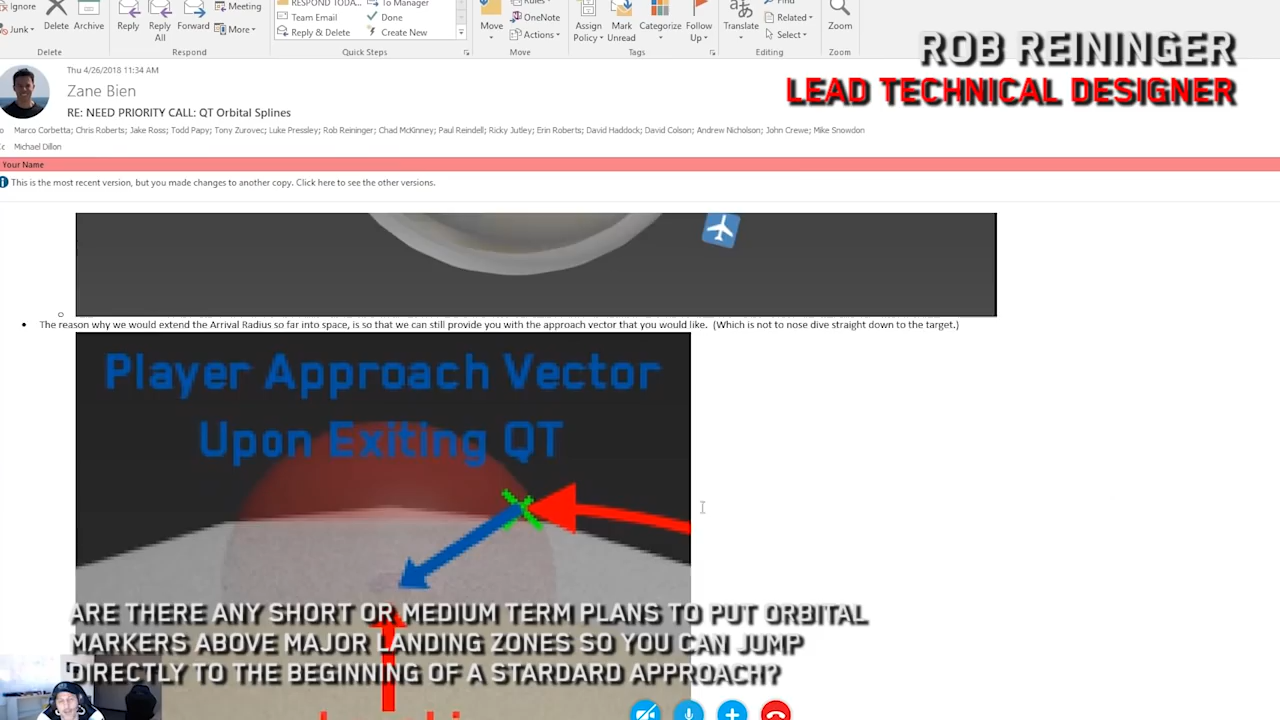 Ignore
Junk
Delete
Archive
Reply
Reply
All
Forward
Meeting
More
Delete
Respond
RESPOND TODA...
Team Email
Reply & Delete
To Manager
Done
Create New
Quick Steps
Move
Rules
OneNote
Actions
Move
Assign
Policy
Mark
Unread
Categorize
Follow
Up
Tags
Translate
Find
Related
Select
Editing
Zoom
Zoom
ROB REININGER
LEAD TECHNICAL DESIGNER
Thu 4/26/2018 11:34 AM
Zane Bien
RE: NEED PRIORITY CALL: QT Orbital Splines
Marco Corbetta; Chris Roberts; Jake Ross; Todd Papy; Tony Zurovec; Luke Pressley; Rob Reininger; Chad McKinney; Paul Reindell; Ricky Jutley; Erin Roberts; David Haddock; David Colson; Andrew Nicholson; John Crewe; Mike Snowdon
Michael Dillon
Your Name
This is the most recent version, but you made changes to another copy. Click here to see the other versions.
The reason why we would extend the Arrival Radius so far into space, is so that we can still provide you with the approach vector that you would like. (Which is not to nose dive straight down to the target.)
Player Approach Vector
Upon Exiting QT
ARE THERE ANY SHORT OR MEDIUM TERM PLANS TO PUT ORBITAL
MARKERS ABOVE MAJOR LANDING ZONES SO YOU CAN JUMP
DIRECTLY TO THE BEGINNING OF A STARDARD APPROACH?